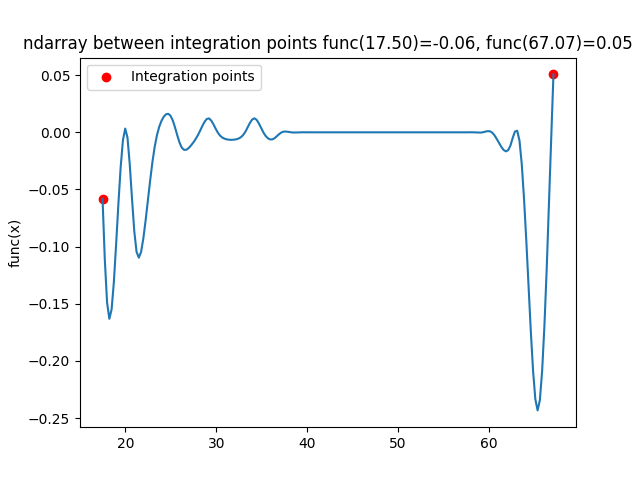 ndarray between integration points func(17.50)=-0.06, func(67.07)=0.05
Integration points
func(x)
0.05
0.00
−0.05
−0.10
−0.15
−0.20
−0.25
20 30 40 50 60